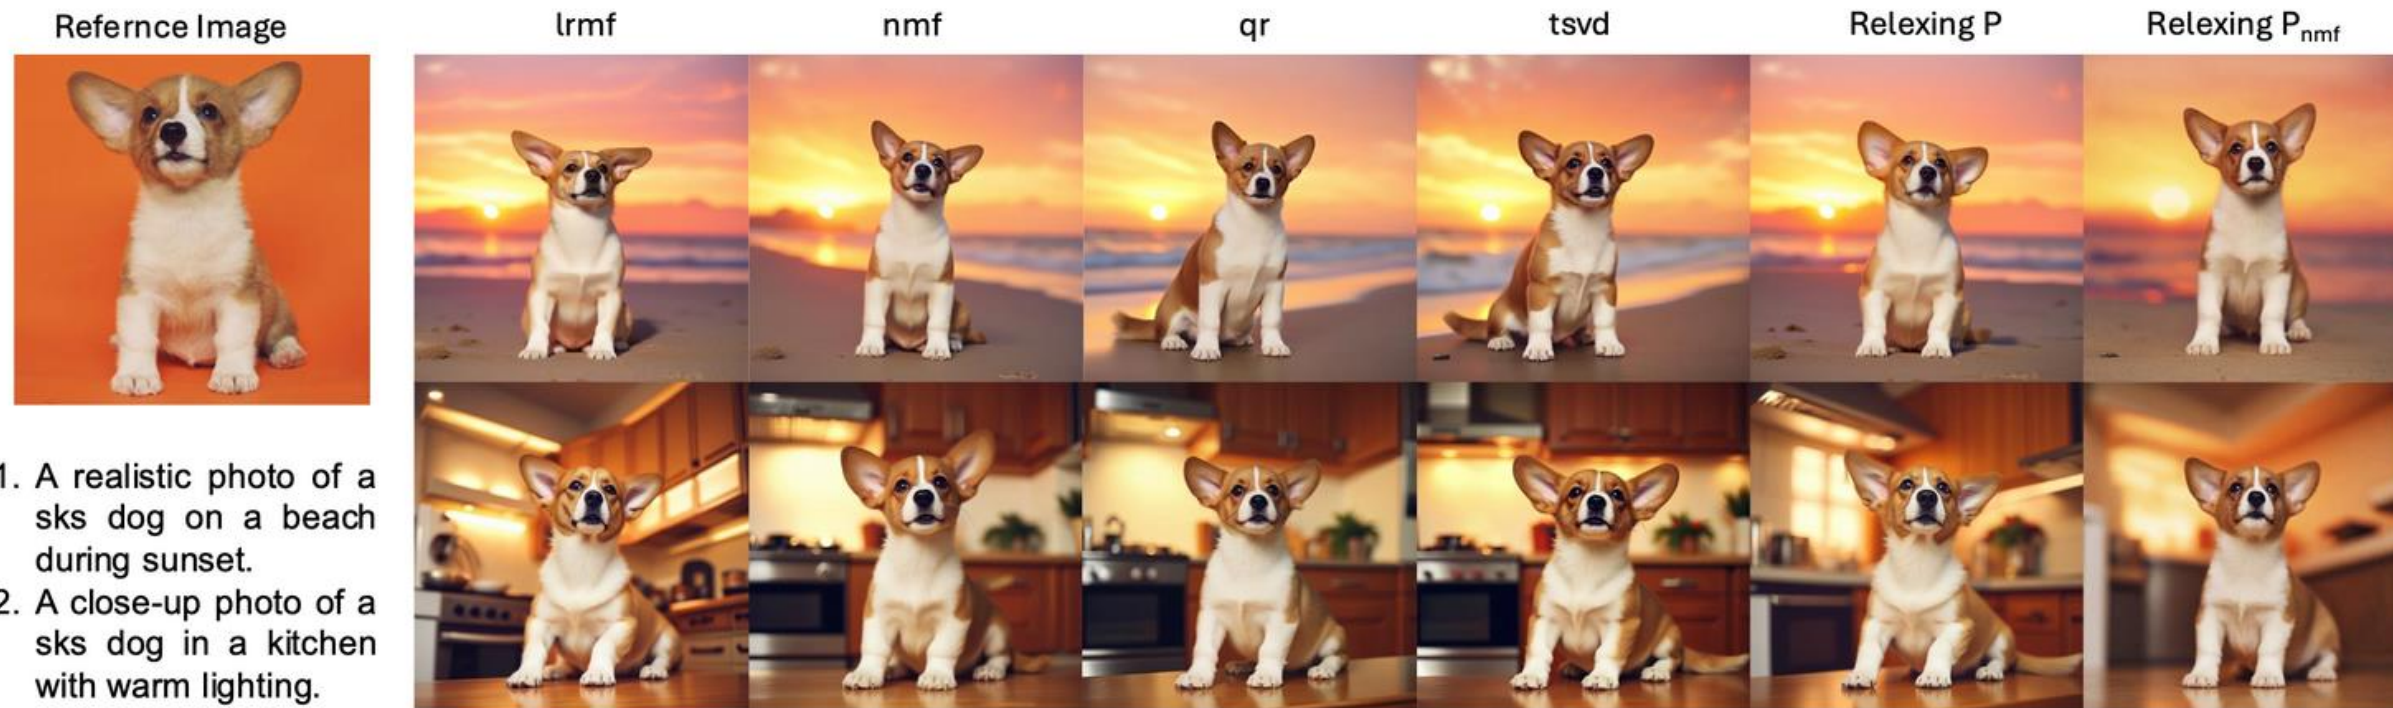 Refernce Image lrmf nmf qr tsvd Relexing P Relexing Pnmf
1. A realistic photo of a
sks dog on a beach
during sunset.
2. A close-up photo of a
sks dog in a kitchen
with warm lighting.